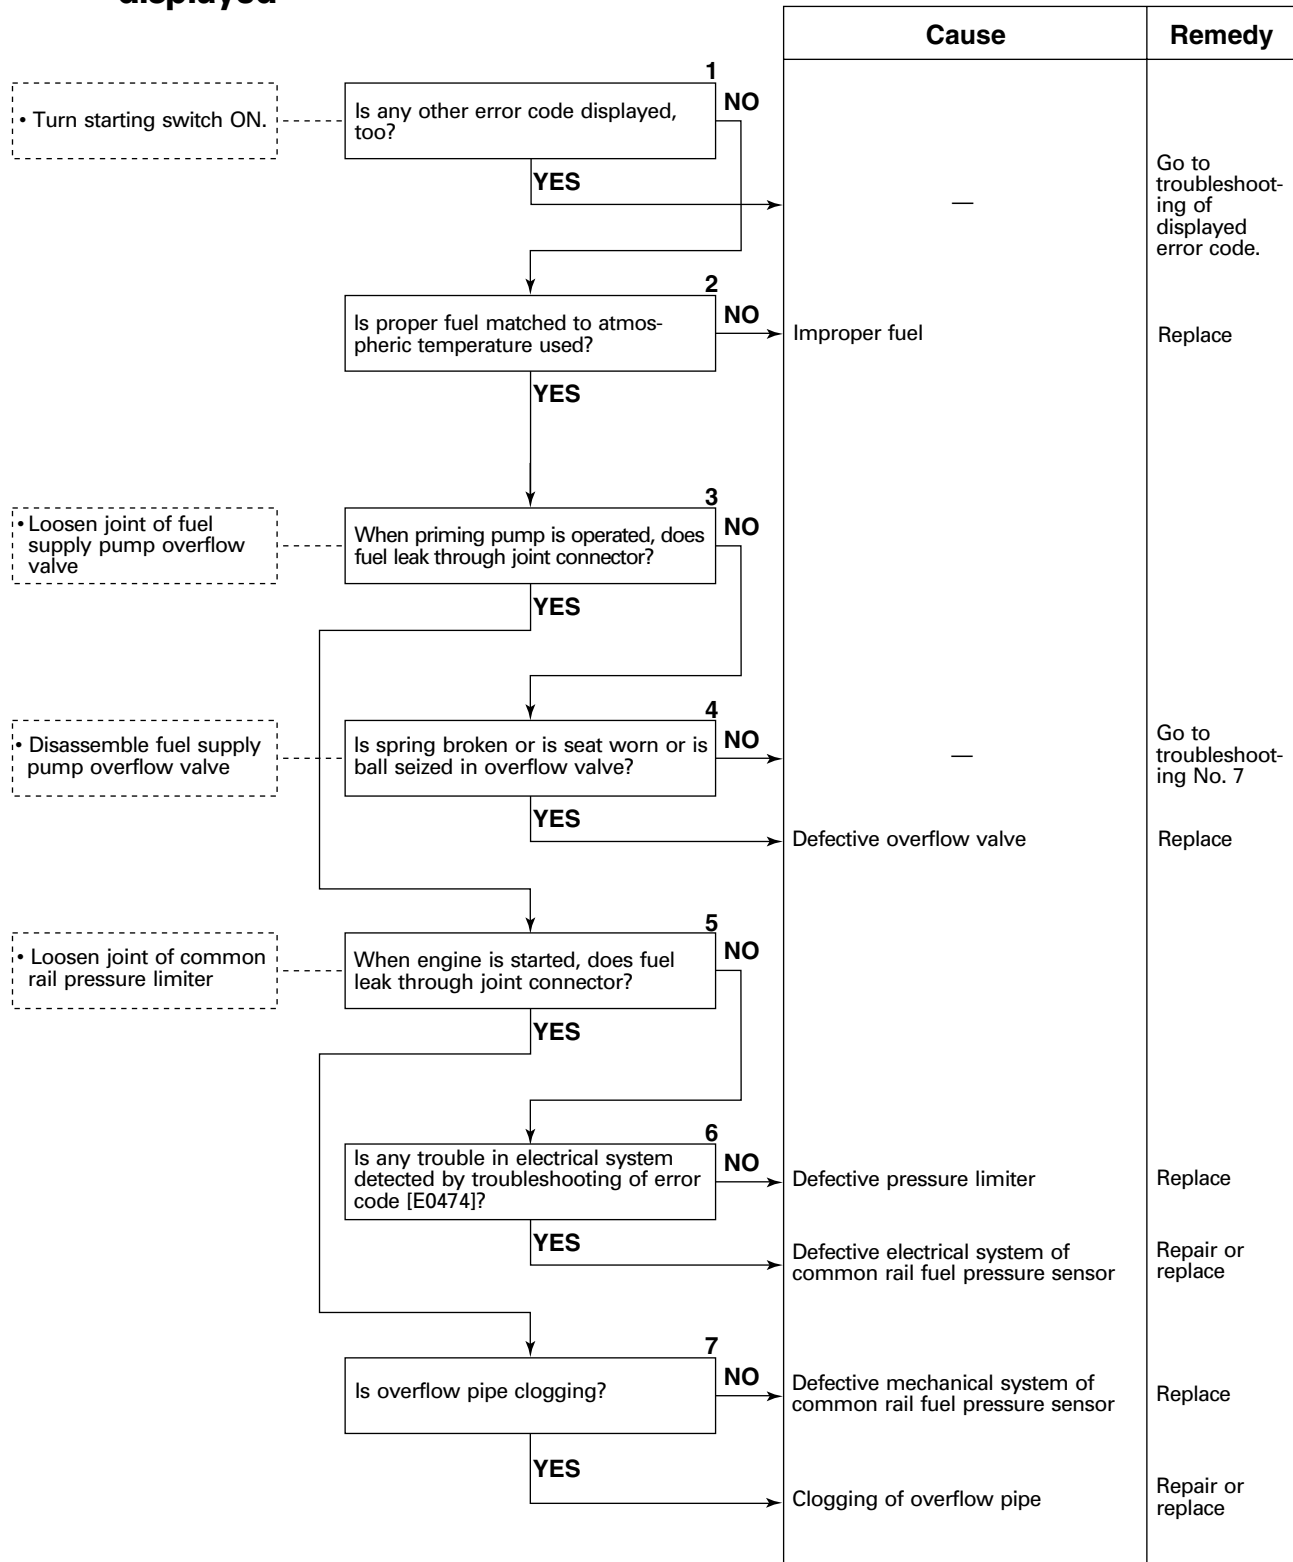 displayed
Cause
Remedy
1
• Turn starting switch ON.
Is any other error code displayed,
too?
NO
YES
—
Go to
troubleshoot-
ing of
displayed
error code.
2
Is proper fuel matched to atmos-
pheric temperature used?
NO
Improper fuel
Replace
YES
3
• Loosen joint of fuel
supply pump overflow
valve
When priming pump is operated, does
fuel leak through joint connector?
NO
YES
4
• Disassemble fuel supply
pump overflow valve
Is spring broken or is seat worn or is
ball seized in overflow valve?
NO
—
Go to
troubleshoot-
ing No. 7
YES
Defective overflow valve
Replace
5
• Loosen joint of common
rail pressure limiter
When engine is started, does fuel
leak through joint connector?
NO
YES
6
Is any trouble in electrical system
detected by troubleshooting of error
code [E0474]?
NO
Defective pressure limiter
Replace
YES
Defective electrical system of
common rail fuel pressure sensor
Repair or
replace
7
Is overflow pipe clogging?
NO
Defective mechanical system of
common rail fuel pressure sensor
Replace
YES
Clogging of overflow pipe
Repair or
replace